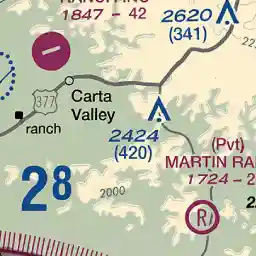 1847 - 42
2620
(341)
377
Carta
Valley
ranch
2424
(420)
(Pvt)
MARTIN RA
1724 - 2
28
2000
R